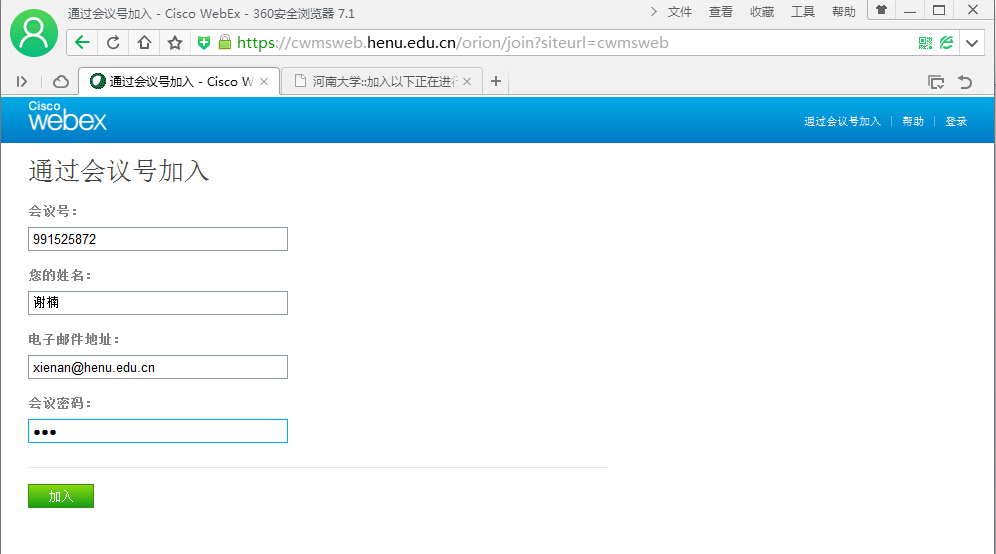 通过会议号加入 - Cisco WebEx - 360安全浏览器 7.1
文件 查看 收藏 工具 帮助
https://cwmsweb.henu.edu.cn/orion/join?siteurl=cwmsweb
通过会议号加入 - Cisco W
河南大学::加入以下正在进行
Cisco
webex
通过会议号加入 | 帮助 | 登录
通过会议号加入
会议号：
991525872
您的姓名：
谢楠
电子邮件地址：
xienan@henu.edu.cn
会议密码：
●●●
加入